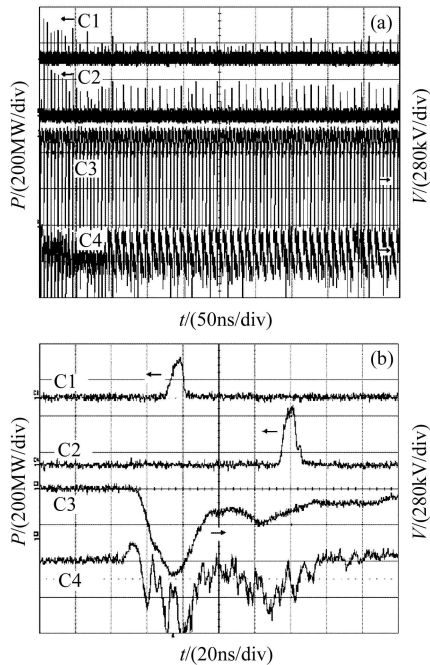 (a)
C1
C2
C3
C4
P/(200MW/div)
V/(280kV/div)
t/(50ns/div)
(b)
C1
C2
C3
C4
P/(200MW/div)
V/(280kV/div)
t/(20ns/div)